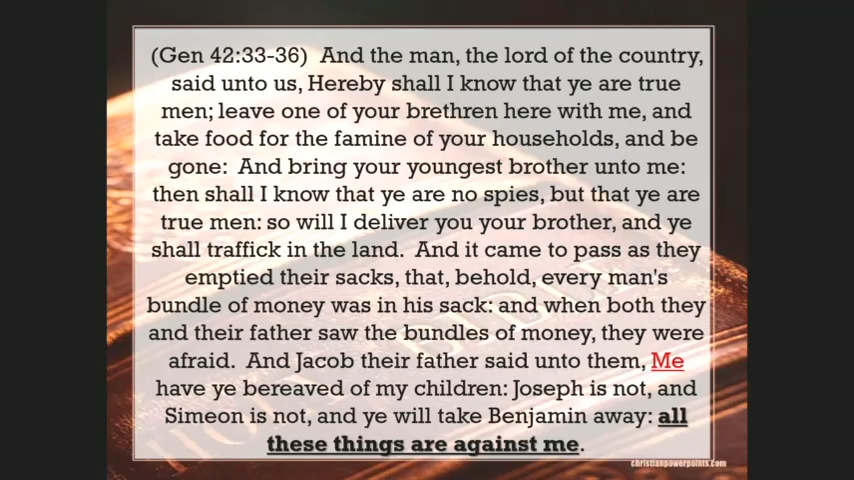 (Gen 42:33-36)  And the man, the lord of the country,
said unto us, Hereby shall I know that ye are true
men; leave one of your brethren here with me, and
take food for the famine of your households, and be
gone:  And bring your youngest brother unto me:
then shall I know that ye are no spies, but that ye are
true men: so will I deliver you your brother, and ye
shall traffick in the land.  And it came to pass as they
emptied their sacks, that, behold, every man's
bundle of money was in his sack: and when both they
and their father saw the bundles of money, they were
afraid.  And Jacob their father said unto them, Me
have ye bereaved of my children: Joseph is not, and
Simeon is not, and ye will take Benjamin away: all
these things are against me.
christianpowerpoints.com
HOLY BIBLE